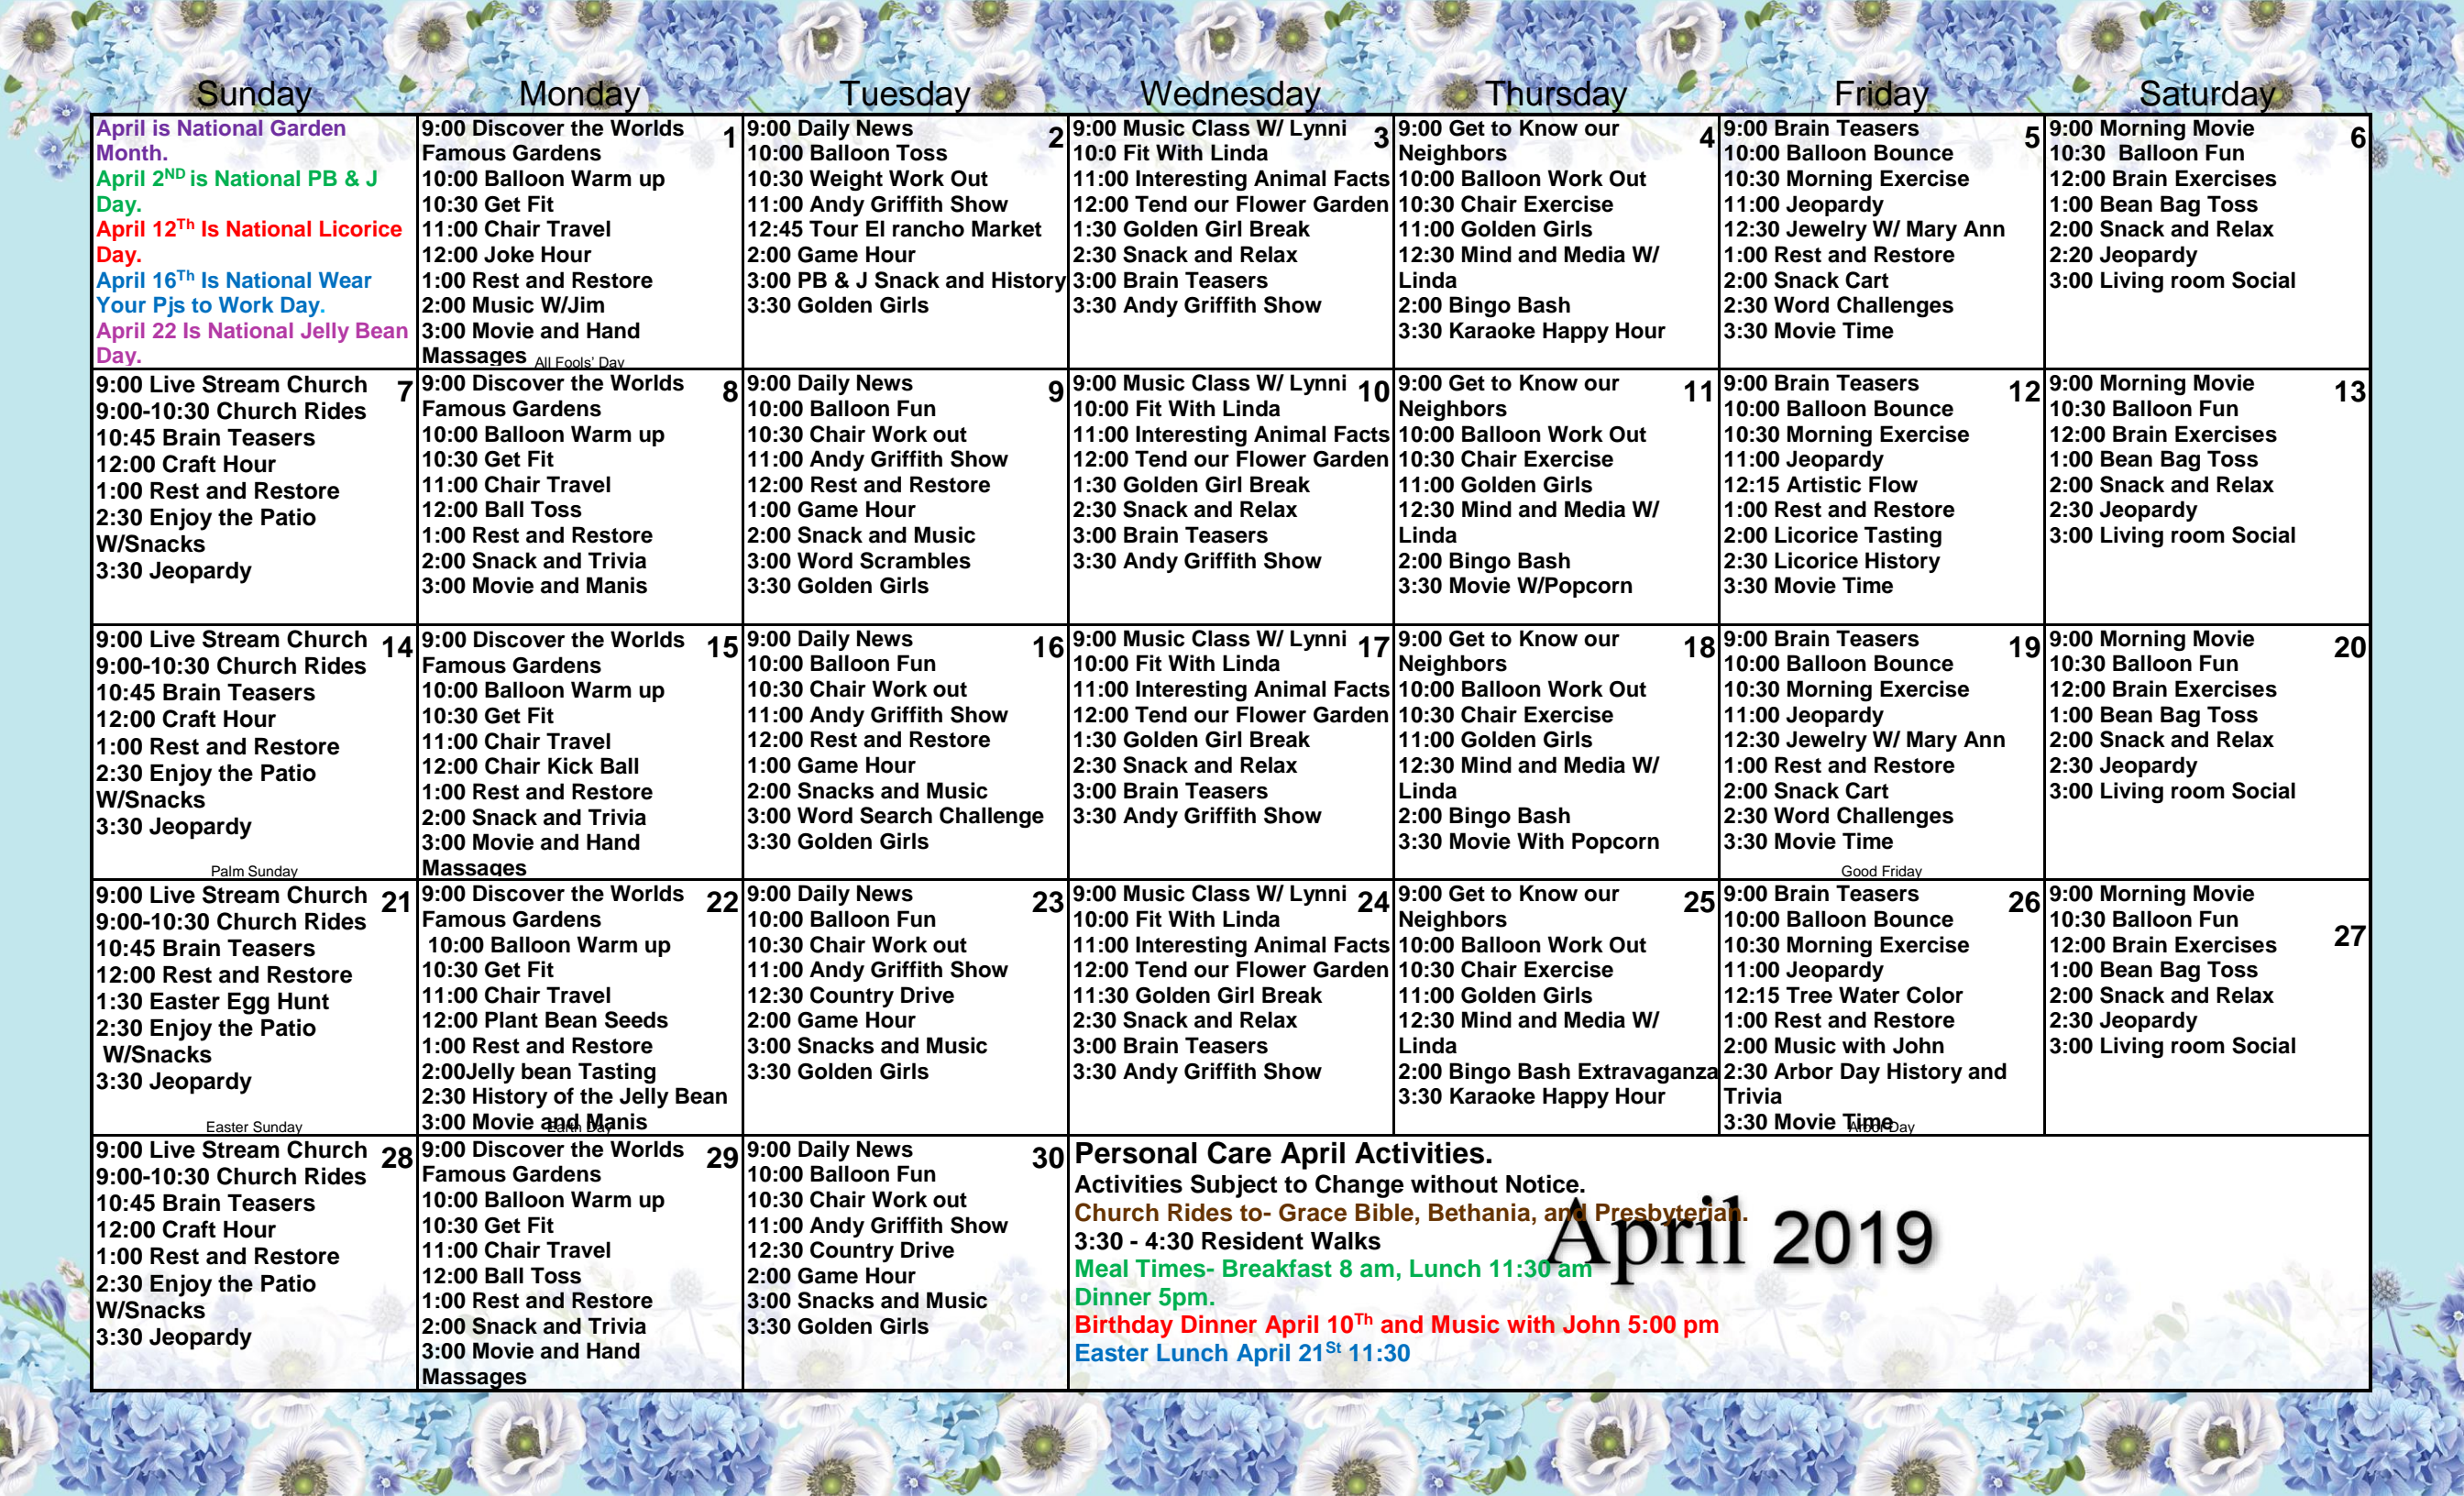 Sunday Monday Tuesday Wednesday Thursday Friday Saturday
April is National Garden
Month.
April 2ND is National PB & J
Day.
April 12Th Is National Licorice
Day.
April 16Th Is National Wear
Your Pjs to Work Day.
April 22 Is National Jelly Bean
Day.
1
9:00 Discover the Worlds
Famous Gardens
10:00 Balloon Warm up
10:30 Get Fit
11:00 Chair Travel
12:00 Joke Hour
1:00 Rest and Restore
2:00 Music W/Jim
3:00 Movie and Hand
Massages
All Fools' Day
2
9:00 Daily News
10:00 Balloon Toss
10:30 Weight Work Out
11:00 Andy Griffith Show
12:45 Tour El rancho Market
2:00 Game Hour
3:00 PB & J Snack and History
3:30 Golden Girls
3
9:00 Music Class W/ Lynni
10:0 Fit With Linda
11:00 Interesting Animal Facts
12:00 Tend our Flower Garden
1:30 Golden Girl Break
2:30 Snack and Relax
3:00 Brain Teasers
3:30 Andy Griffith Show
4
9:00 Get to Know our
Neighbors
10:00 Balloon Work Out
10:30 Chair Exercise
11:00 Golden Girls
12:30 Mind and Media W/
Linda
2:00 Bingo Bash
3:30 Karaoke Happy Hour
5
9:00 Brain Teasers
10:00 Balloon Bounce
10:30 Morning Exercise
11:00 Jeopardy
12:30 Jewelry W/ Mary Ann
1:00 Rest and Restore
2:00 Snack Cart
2:30 Word Challenges
3:30 Movie Time
6
9:00 Morning Movie
10:30 Balloon Fun
12:00 Brain Exercises
1:00 Bean Bag Toss
2:00 Snack and Relax
2:20 Jeopardy
3:00 Living room Social
7
9:00 Live Stream Church
9:00-10:30 Church Rides
10:45 Brain Teasers
12:00 Craft Hour
1:00 Rest and Restore
2:30 Enjoy the Patio
W/Snacks
3:30 Jeopardy
8
9:00 Discover the Worlds
Famous Gardens
10:00 Balloon Warm up
10:30 Get Fit
11:00 Chair Travel
12:00 Ball Toss
1:00 Rest and Restore
2:00 Snack and Trivia
3:00 Movie and Manis
9
9:00 Daily News
10:00 Balloon Fun
10:30 Chair Work out
11:00 Andy Griffith Show
12:00 Rest and Restore
1:00 Game Hour
2:00 Snack and Music
3:00 Word Scrambles
3:30 Golden Girls
10
9:00 Music Class W/ Lynni
10:00 Fit With Linda
11:00 Interesting Animal Facts
12:00 Tend our Flower Garden
1:30 Golden Girl Break
2:30 Snack and Relax
3:00 Brain Teasers
3:30 Andy Griffith Show
11
9:00 Get to Know our
Neighbors
10:00 Balloon Work Out
10:30 Chair Exercise
11:00 Golden Girls
12:30 Mind and Media W/
Linda
2:00 Bingo Bash
3:30 Movie W/Popcorn
12
9:00 Brain Teasers
10:00 Balloon Bounce
10:30 Morning Exercise
11:00 Jeopardy
12:15 Artistic Flow
1:00 Rest and Restore
2:00 Licorice Tasting
2:30 Licorice History
3:30 Movie Time
13
9:00 Morning Movie
10:30 Balloon Fun
12:00 Brain Exercises
1:00 Bean Bag Toss
2:00 Snack and Relax
2:30 Jeopardy
3:00 Living room Social
14
9:00 Live Stream Church
9:00-10:30 Church Rides
10:45 Brain Teasers
12:00 Craft Hour
1:00 Rest and Restore
2:30 Enjoy the Patio
W/Snacks
3:30 Jeopardy
Palm Sunday
15
9:00 Discover the Worlds
Famous Gardens
10:00 Balloon Warm up
10:30 Get Fit
11:00 Chair Travel
12:00 Chair Kick Ball
1:00 Rest and Restore
2:00 Snack and Trivia
3:00 Movie and Hand
Massages
16
9:00 Daily News
10:00 Balloon Fun
10:30 Chair Work out
11:00 Andy Griffith Show
12:00 Rest and Restore
1:00 Game Hour
2:00 Snacks and Music
3:00 Word Search Challenge
3:30 Golden Girls
17
9:00 Music Class W/ Lynni
10:00 Fit With Linda
11:00 Interesting Animal Facts
12:00 Tend our Flower Garden
1:30 Golden Girl Break
2:30 Snack and Relax
3:00 Brain Teasers
3:30 Andy Griffith Show
18
9:00 Get to Know our
Neighbors
10:00 Balloon Work Out
10:30 Chair Exercise
11:00 Golden Girls
12:30 Mind and Media W/
Linda
2:00 Bingo Bash
3:30 Movie With Popcorn
19
9:00 Brain Teasers
10:00 Balloon Bounce
10:30 Morning Exercise
11:00 Jeopardy
12:30 Jewelry W/ Mary Ann
1:00 Rest and Restore
2:00 Snack Cart
2:30 Word Challenges
3:30 Movie Time
Good Friday
20
9:00 Morning Movie
10:30 Balloon Fun
12:00 Brain Exercises
1:00 Bean Bag Toss
2:00 Snack and Relax
2:30 Jeopardy
3:00 Living room Social
21
9:00 Live Stream Church
9:00-10:30 Church Rides
10:45 Brain Teasers
12:00 Rest and Restore
1:30 Easter Egg Hunt
2:30 Enjoy the Patio
W/Snacks
3:30 Jeopardy
Easter Sunday
22
9:00 Discover the Worlds
Famous Gardens
10:00 Balloon Warm up
10:30 Get Fit
11:00 Chair Travel
12:00 Plant Bean Seeds
1:00 Rest and Restore
2:00Jelly bean Tasting
2:30 History of the Jelly Bean
3:00 Movie and Manis
Earth Day
23
9:00 Daily News
10:00 Balloon Fun
10:30 Chair Work out
11:00 Andy Griffith Show
12:30 Country Drive
2:00 Game Hour
3:00 Snacks and Music
3:30 Golden Girls
24
9:00 Music Class W/ Lynni
10:00 Fit With Linda
11:00 Interesting Animal Facts
12:00 Tend our Flower Garden
11:30 Golden Girl Break
2:30 Snack and Relax
3:00 Brain Teasers
3:30 Andy Griffith Show
25
9:00 Get to Know our
Neighbors
10:00 Balloon Work Out
10:30 Chair Exercise
11:00 Golden Girls
12:30 Mind and Media W/
Linda
2:00 Bingo Bash Extravaganza
3:30 Karaoke Happy Hour
26
9:00 Brain Teasers
10:00 Balloon Bounce
10:30 Morning Exercise
11:00 Jeopardy
12:15 Tree Water Color
1:00 Rest and Restore
2:00 Music with John
2:30 Arbor Day History and
Trivia
3:30 Movie Time
Arbor Day
27
9:00 Morning Movie
10:30 Balloon Fun
12:00 Brain Exercises
1:00 Bean Bag Toss
2:00 Snack and Relax
2:30 Jeopardy
3:00 Living room Social
28
9:00 Live Stream Church
9:00-10:30 Church Rides
10:45 Brain Teasers
12:00 Craft Hour
1:00 Rest and Restore
2:30 Enjoy the Patio
W/Snacks
3:30 Jeopardy
29
9:00 Discover the Worlds
Famous Gardens
10:00 Balloon Warm up
10:30 Get Fit
11:00 Chair Travel
12:00 Ball Toss
1:00 Rest and Restore
2:00 Snack and Trivia
3:00 Movie and Hand
Massages
30
9:00 Daily News
10:00 Balloon Fun
10:30 Chair Work out
11:00 Andy Griffith Show
12:30 Country Drive
2:00 Game Hour
3:00 Snacks and Music
3:30 Golden Girls
Personal Care April Activities.
Activities Subject to Change without Notice.
Church Rides to- Grace Bible, Bethania, and Presbyterian.
3:30 - 4:30 Resident Walks
Meal Times- Breakfast 8 am, Lunch 11:30 am
Dinner 5pm.
Birthday Dinner April 10Th and Music with John 5:00 pm
Easter Lunch April 21St 11:30
April 2019